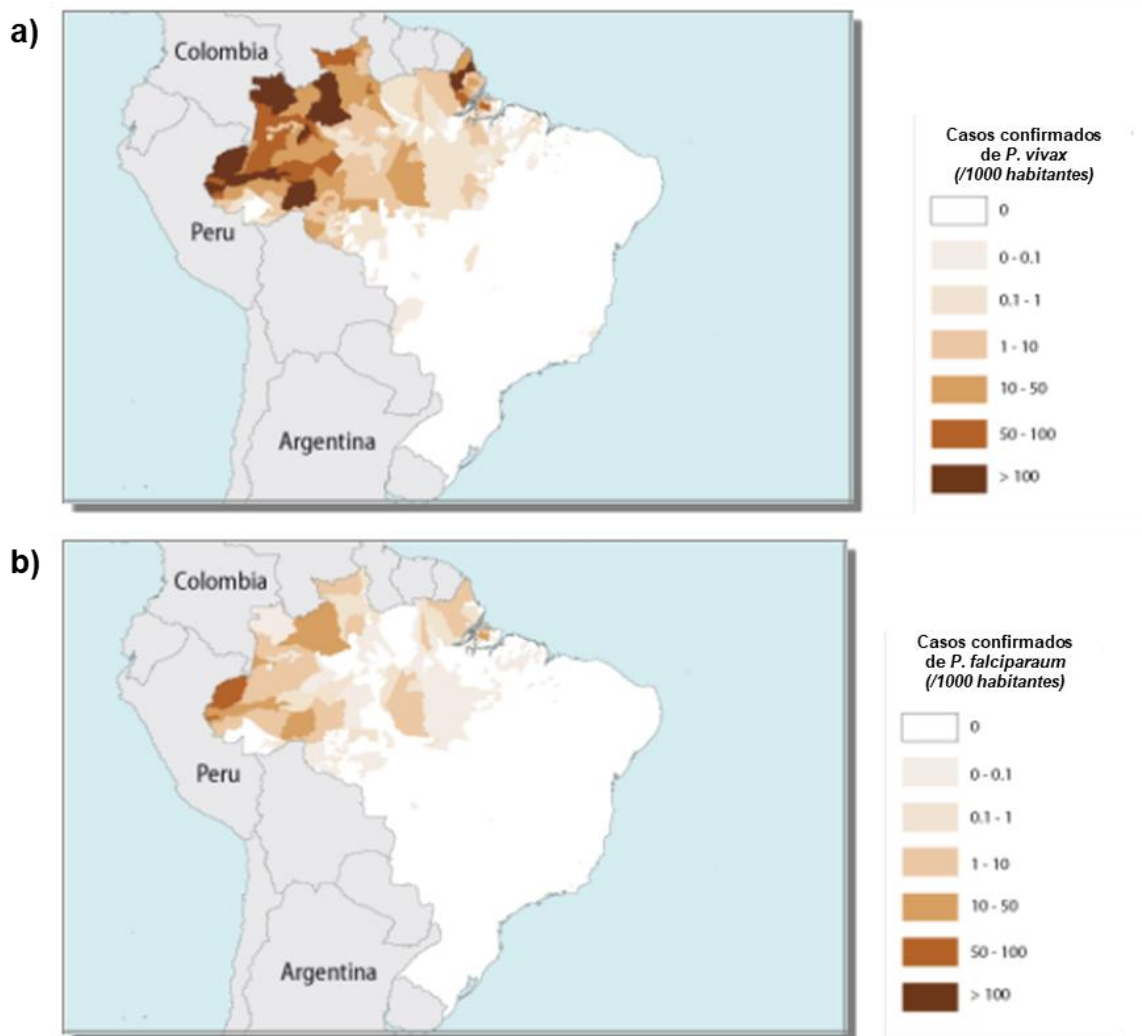 a)
Colombia
Peru
Argentina
Casos confirmados
de P. vivax
(/1000 habitantes)
0
0 - 0.1
0.1 - 1
1 - 10
10 - 50
50 - 100
> 100
b)
Colombia
Peru
Argentina
Casos confirmados
de P. falciparaum
(/1000 habitantes)
0
0 - 0.1
0.1 - 1
1 - 10
10 - 50
50 - 100
> 100